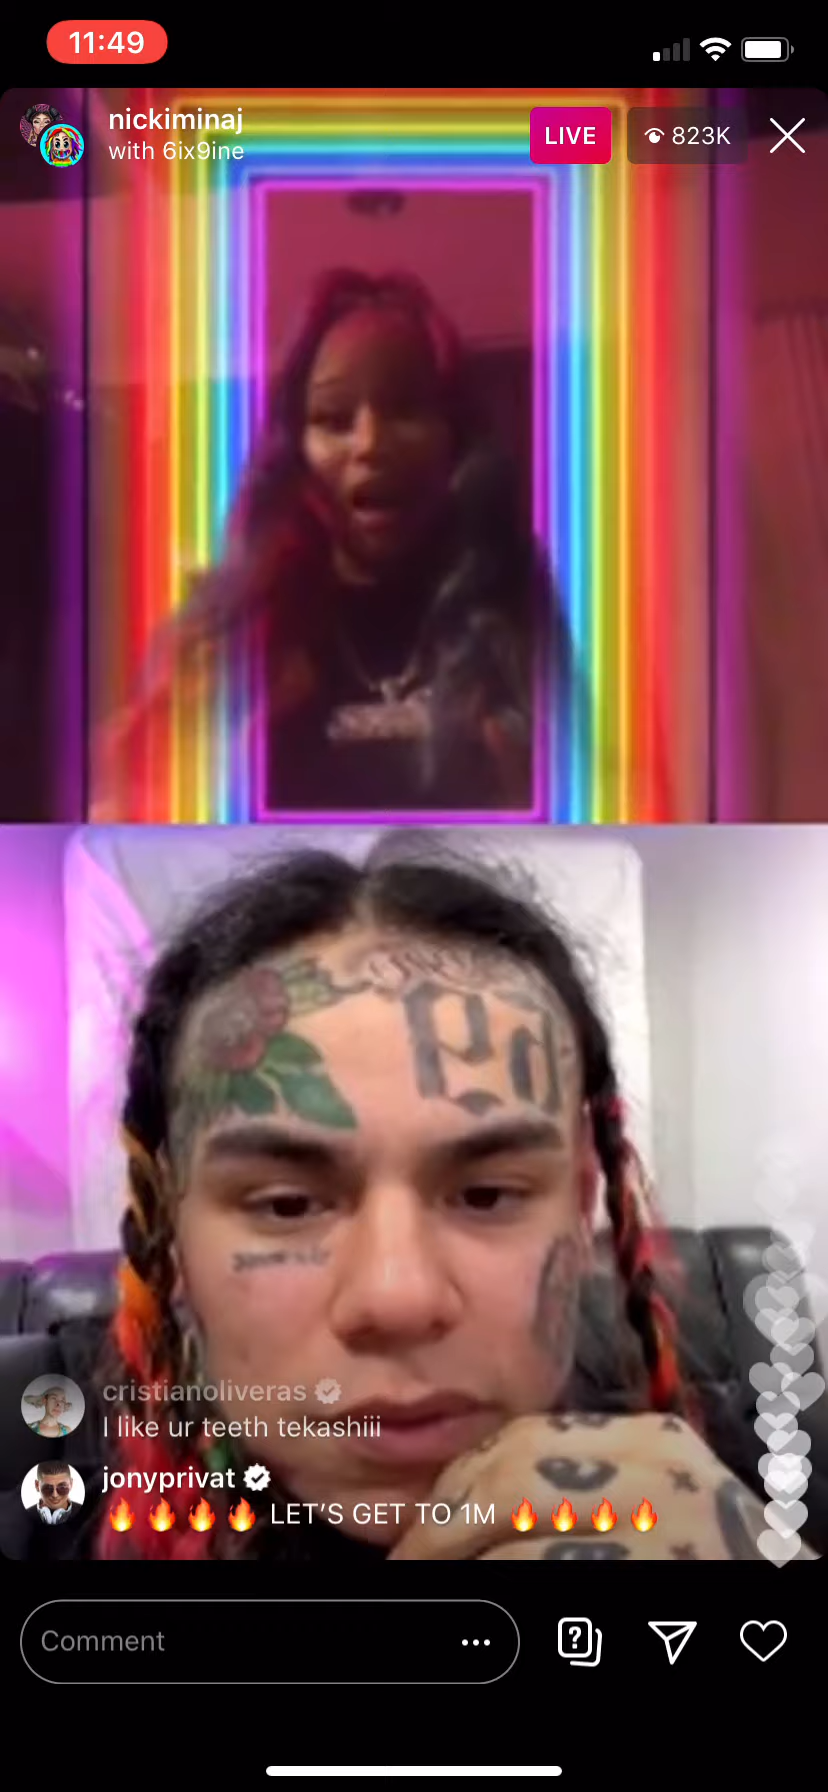 11:49
nickiminaj
with 6ix9ine
LIVE
823K
cristianoliveras
I like ur teeth tekashiii
jonyprivat
🔥 🔥 🔥 🔥 LET'S GET TO 1M 🔥 🔥 🔥 🔥
Comment